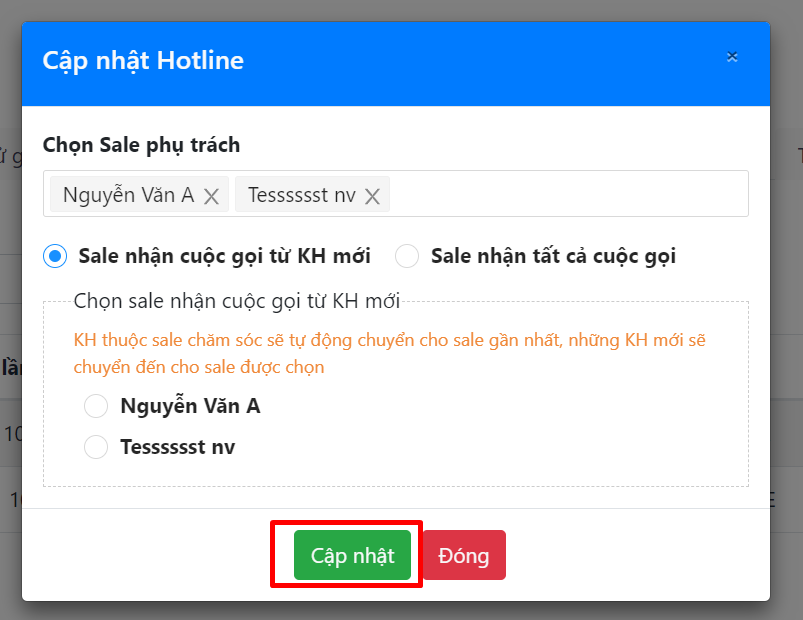 Cập nhật Hotline
×
Chọn Sale phụ trách
Nguyễn Văn A X Tesssssst nv X
Sale nhận cuộc gọi từ KH mới Sale nhận tất cả cuộc gọi
Chọn sale nhận cuộc gọi từ KH mới
KH thuộc sale chăm sóc sẽ tự động chuyển cho sale gần nhất, những KH mới sẽ
chuyển đến cho sale được chọn
Nguyễn Văn A
Tesssssst nv
Cập nhật Đóng